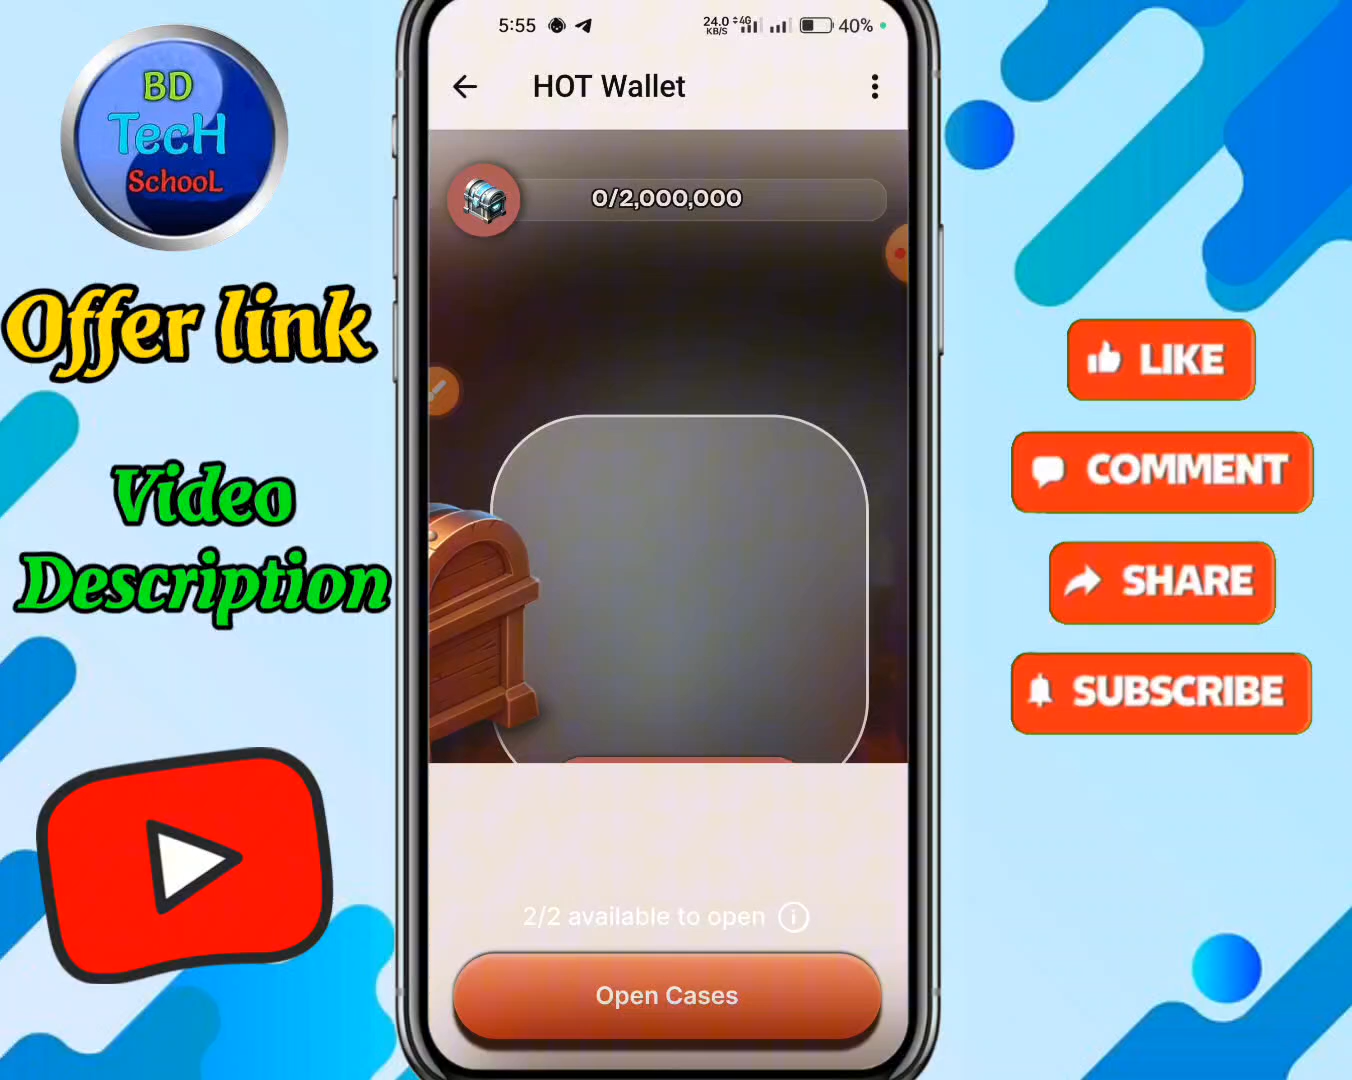 BD
TecH
SchooL
Offer link
Video
Description
5:55
24.0
KB/S
4G
40%
HOT Wallet
0/2,000,000
2/2 available to open
Open Cases
LIKE
COMMENT
SHARE
SUBSCRIBE